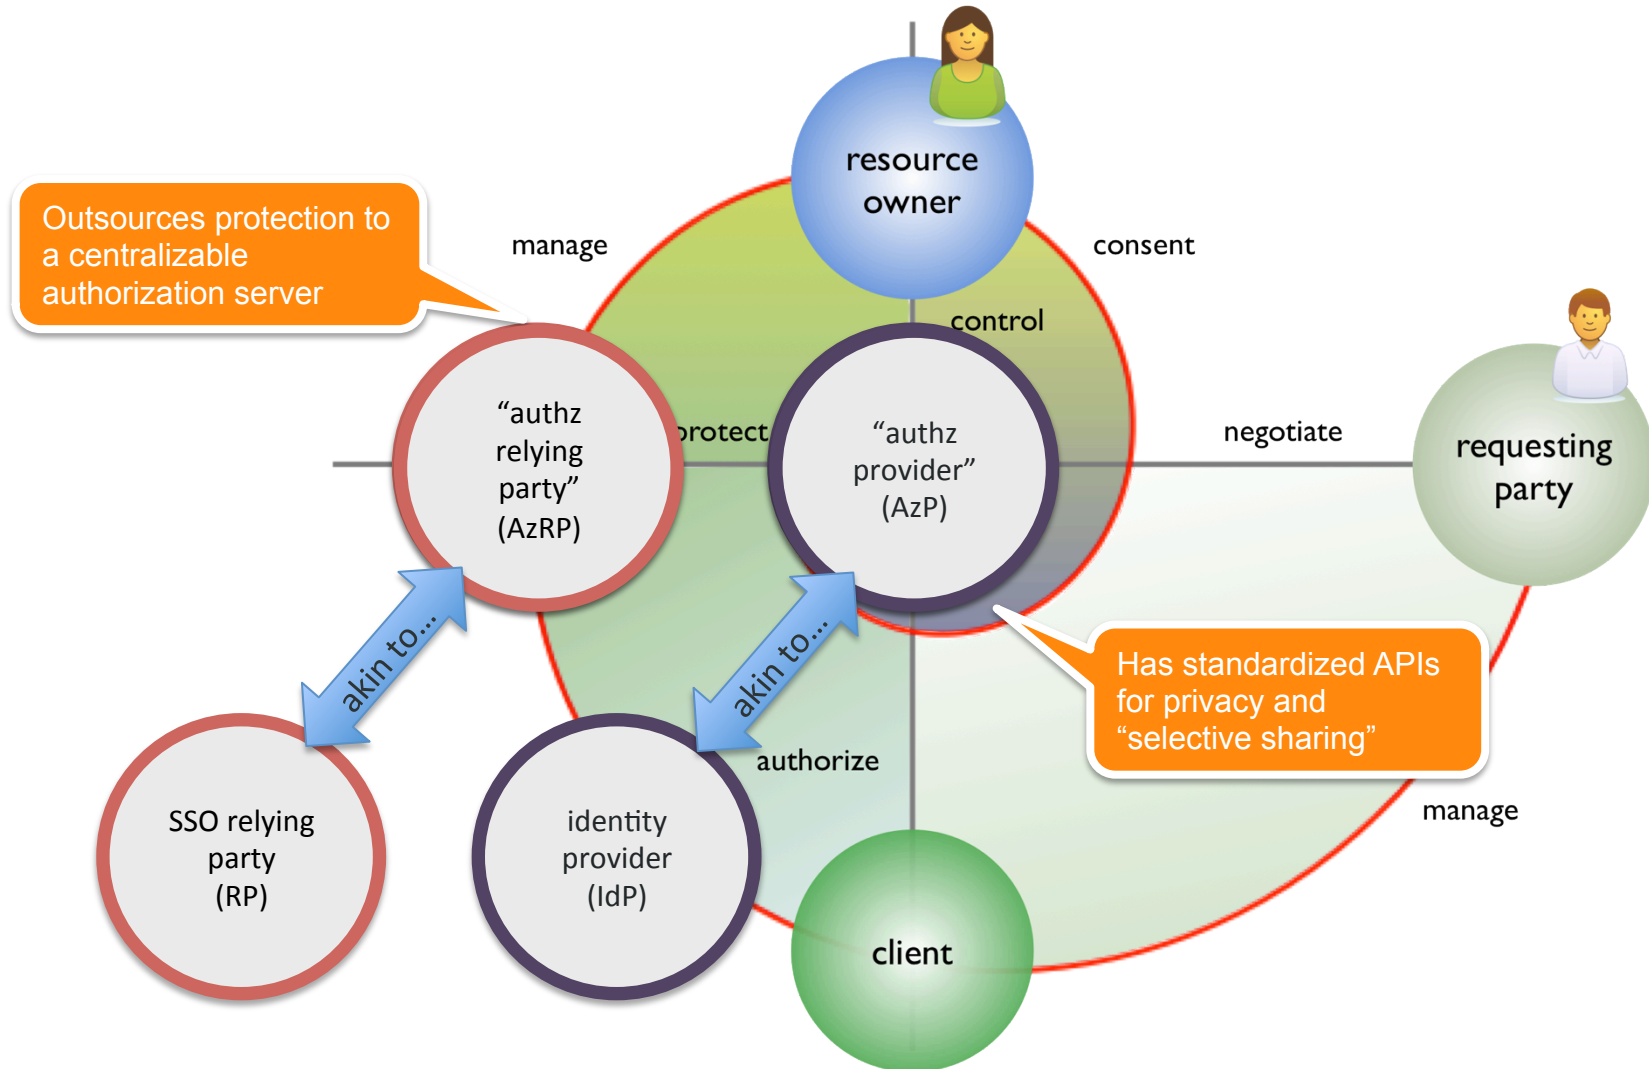 resource
owner
Outsources protection to
a centralizable
authorization server
manage
consent
control
“authz
relying
party”
(AzRP)
protect
“authz
provider”
(AzP)
negotiate
requesting
party
akin to...
akin to...
Has standardized APIs
for privacy and
“selective sharing”
authorize
manage
SSO relying
party
(RP)
identity
provider
(IdP)
client